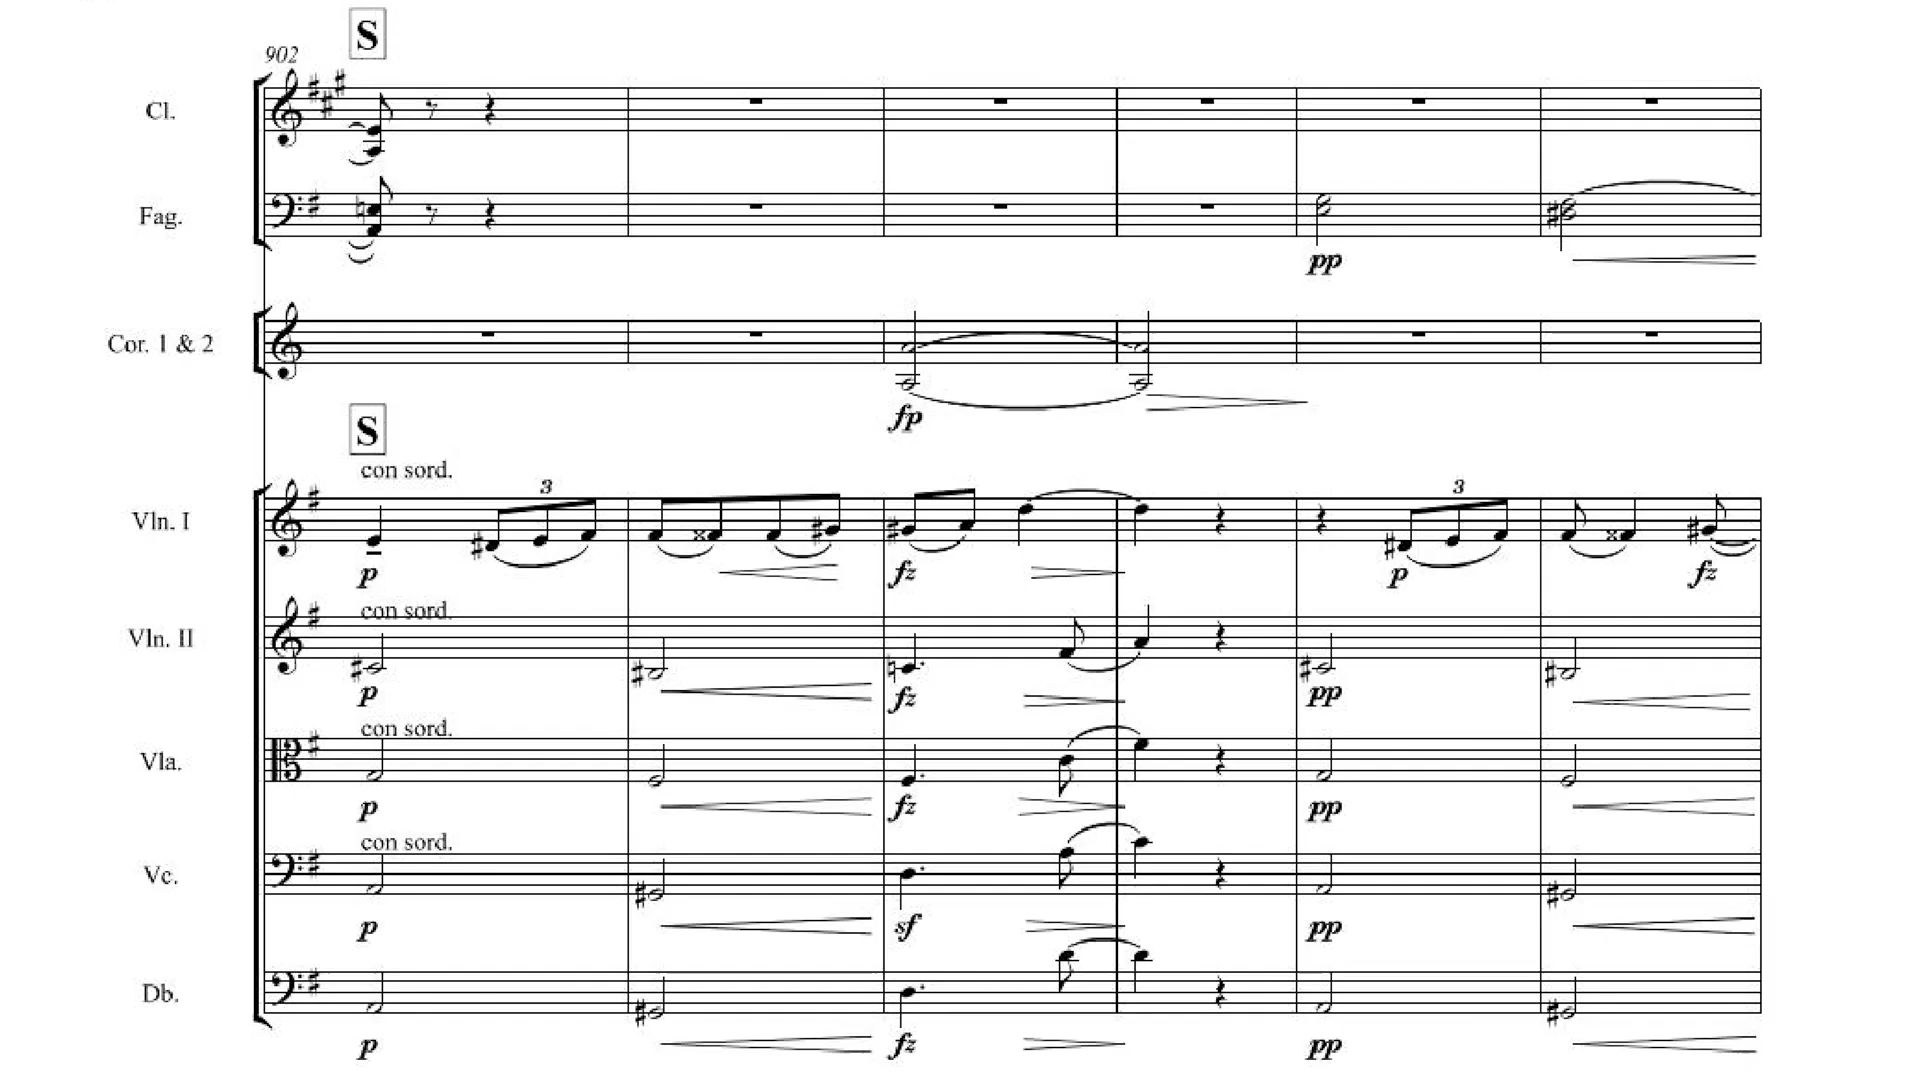 S
902
Cl.
Fag.
pp
Cor. 1 & 2
fp
S
con sord.
3 3
Vln. I
p fz p fz
con sord.
Vln. II
p fz pp
con sord.
Vla.
p fz pp
con sord.
Vc.
p sf pp
Db.
p fz pp